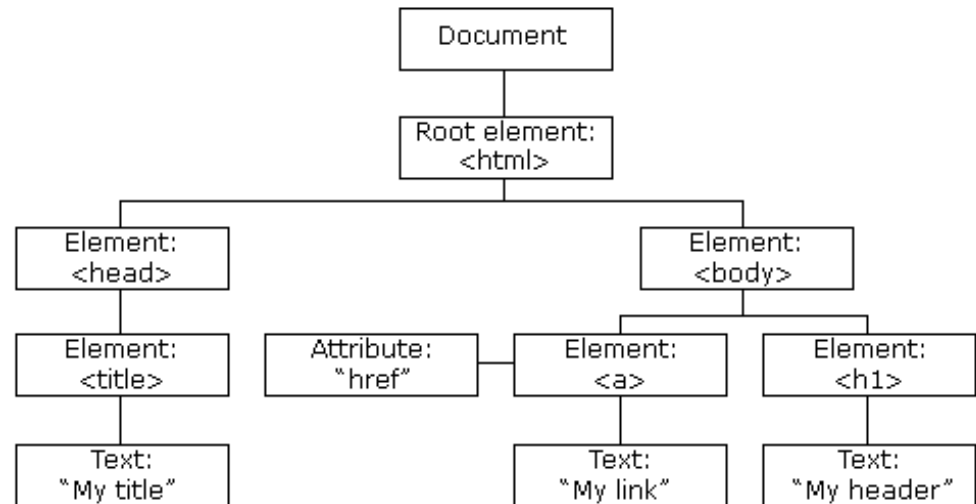 Document
Root element:
<html>
Element:
<head>
Element:
<body>
Element:
<title>
Attribute:
“href”
Element:
<a>
Element:
<h1>
Text:
“My title”
Text:
“My link”
Text:
“My header”